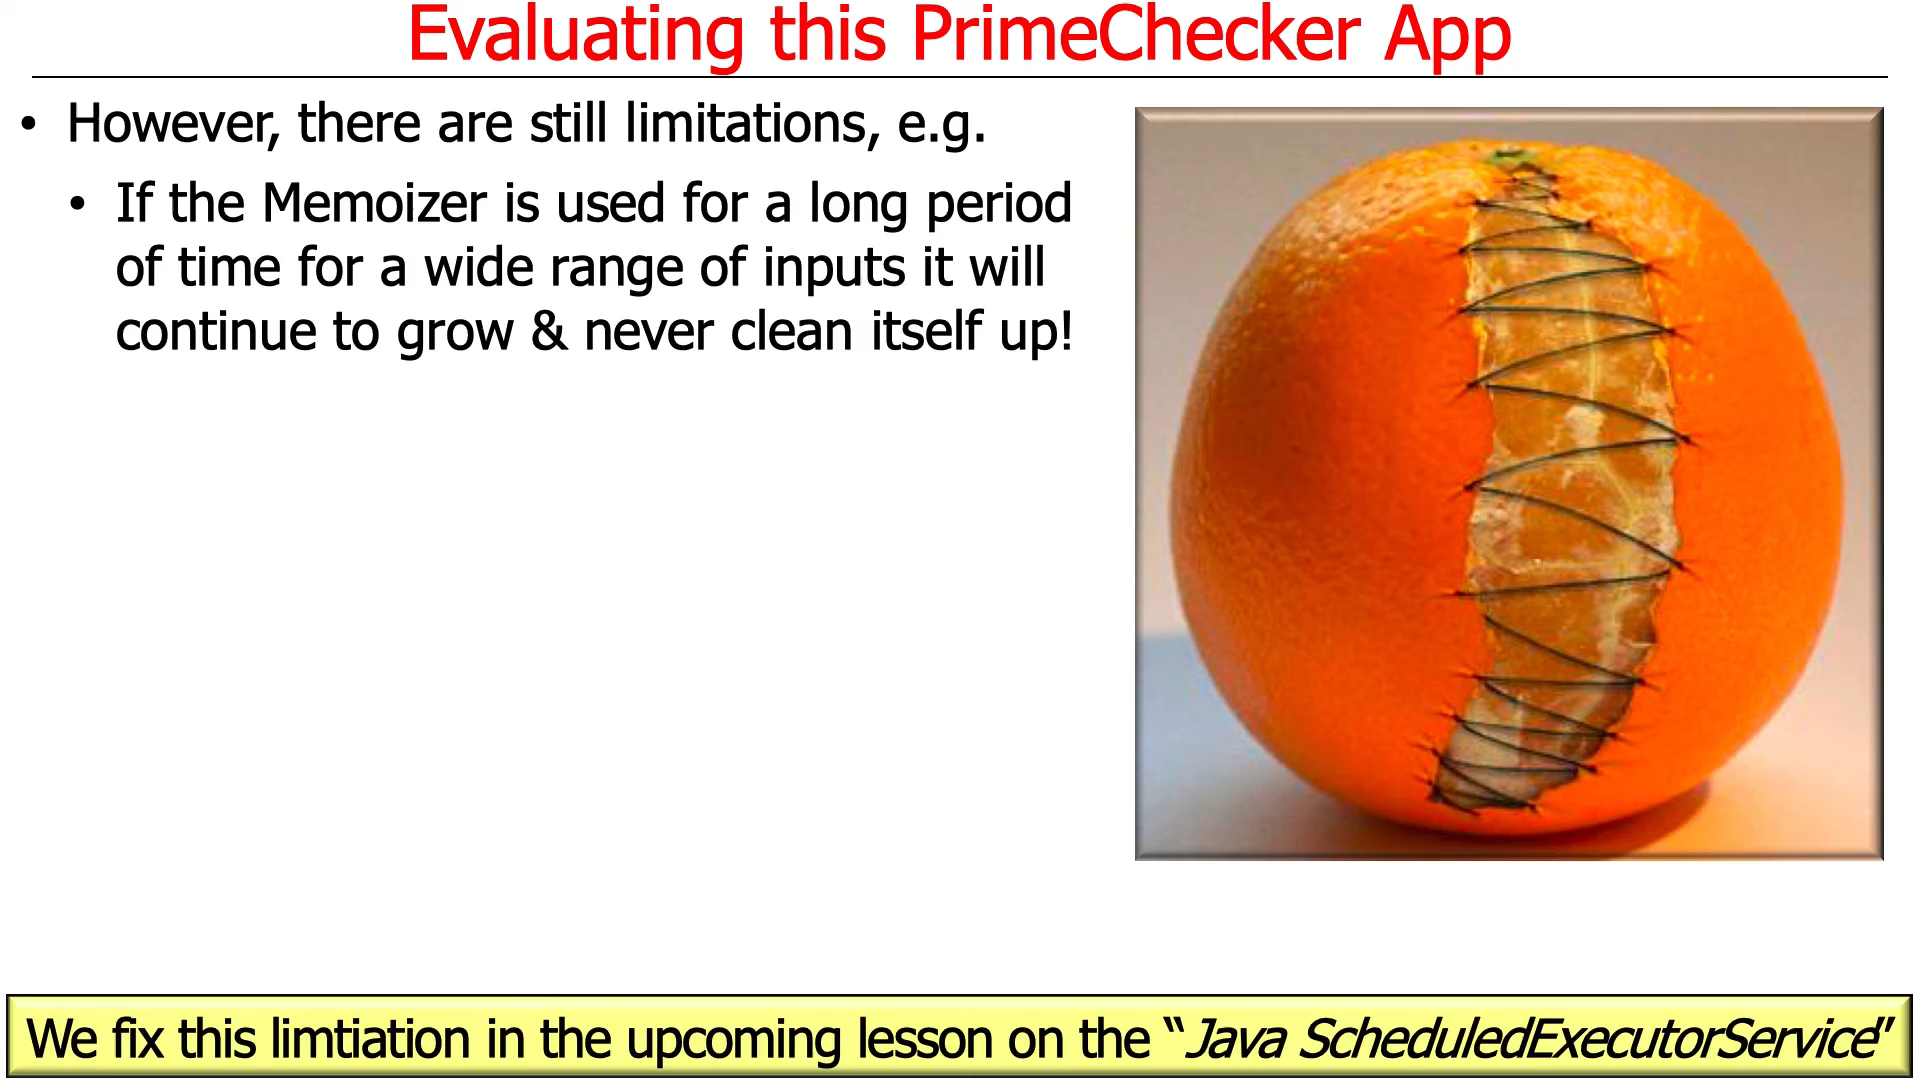 Evaluating this PrimeChecker App
• However, there are still limitations, e.g.
• If the Memoizer is used for a long period
of time for a wide range of inputs it will
continue to grow & never clean itself up!
We fix this limtiation in the upcoming lesson on the “Java ScheduledExecutorService”